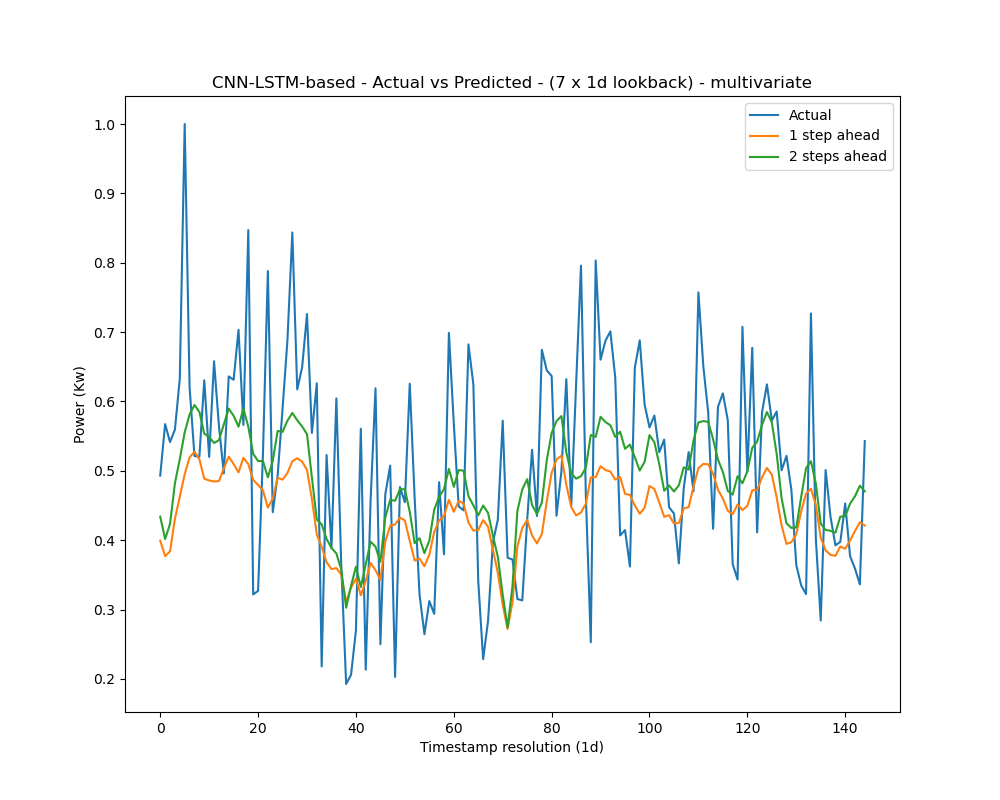 CNN-LSTM-based - Actual vs Predicted - (7 x 1d lookback) - multivariate
Actual
1 step ahead
2 steps ahead
1.0
0.9
0.8
0.7
0.6
0.5
0.4
0.3
0.2
Power (Kw)
0 20 40 60 80 100 120 140
Timestamp resolution (1d)